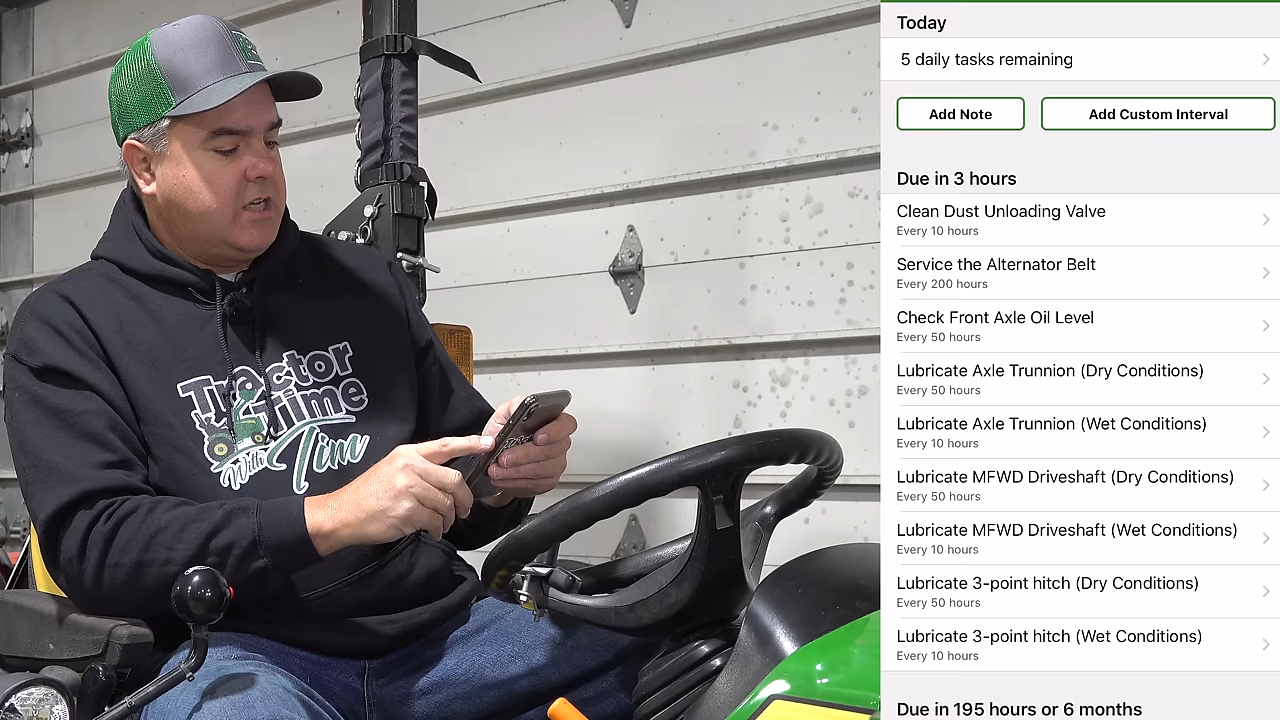 Tractor
Time
With Tim
Today
5 daily tasks remaining
Add Note
Add Custom Interval
Due in 3 hours
Clean Dust Unloading Valve
Every 10 hours
Service the Alternator Belt
Every 200 hours
Check Front Axle Oil Level
Every 50 hours
Lubricate Axle Trunnion (Dry Conditions)
Every 50 hours
Lubricate Axle Trunnion (Wet Conditions)
Every 10 hours
Lubricate MFWD Driveshaft (Dry Conditions)
Every 50 hours
Lubricate MFWD Driveshaft (Wet Conditions)
Every 10 hours
Lubricate 3-point hitch (Dry Conditions)
Every 50 hours
Lubricate 3-point hitch (Wet Conditions)
Every 10 hours
Due in 195 hours or 6 months